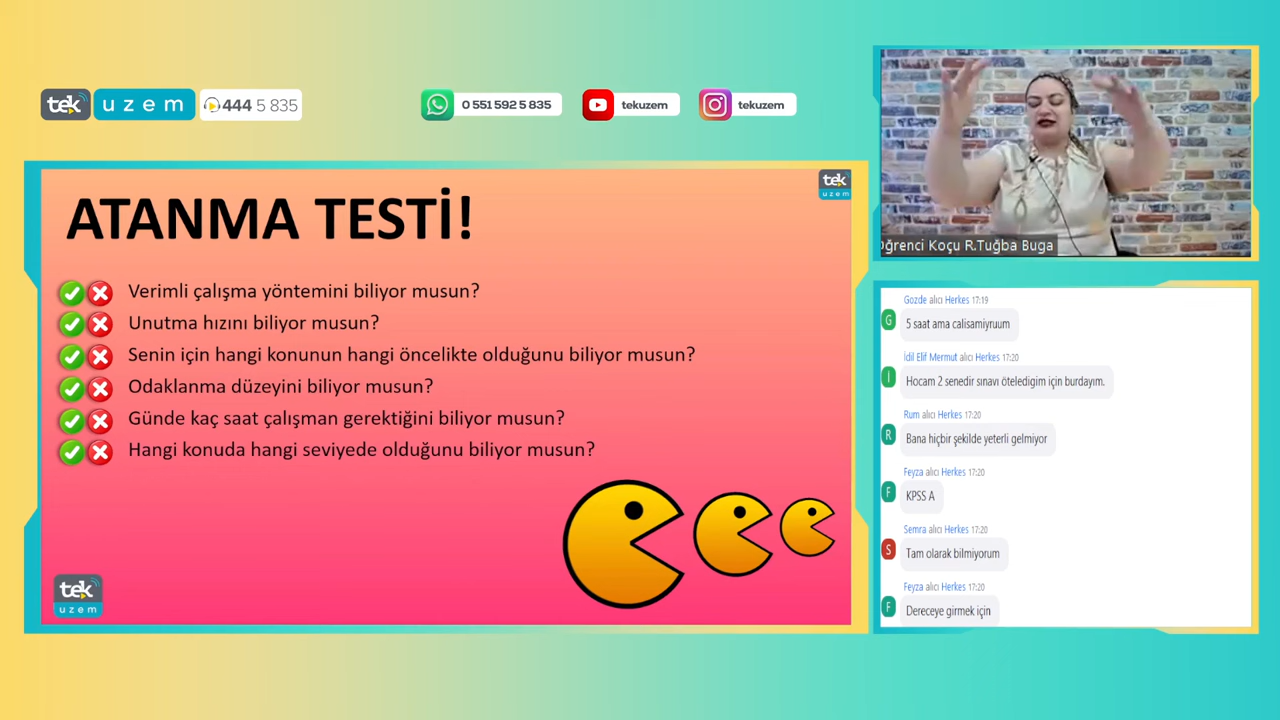 tek uzem 444 5 835
0 551 592 5 835
tekuzem
tekuzem
tek
uzem
ATANMA TESTİ!
Verimli çalışma yöntemini biliyor musun?
Unutma hızını biliyor musun?
Senin için hangi konunun hangi öncelikte olduğunu biliyor musun?
Odaklanma düzeyini biliyor musun?
Günde kaç saat çalışman gerektiğini biliyor musun?
Hangi konuda hangi seviyede olduğunu biliyor musun?
tek
uzem
Öğrenci Koçu R.Tuğba Buga
Gozde alıcı Herkes 17:19
G
5 saat ama calisamiyruum
İdil Elif Mermut alıcı Herkes 17:20
I
Hocam 2 senedir sınavı öteledigim için burdayım.
Rum alıcı Herkes 17:20
R
Bana hiçbir şekilde yeterli gelmiyor
Feyza alıcı Herkes 17:20
F
KPSS A
Semra alıcı Herkes 17:20
S
Tam olarak bilmiyorum
Feyza alıcı Herkes 17:20
F
Dereceye girmek için